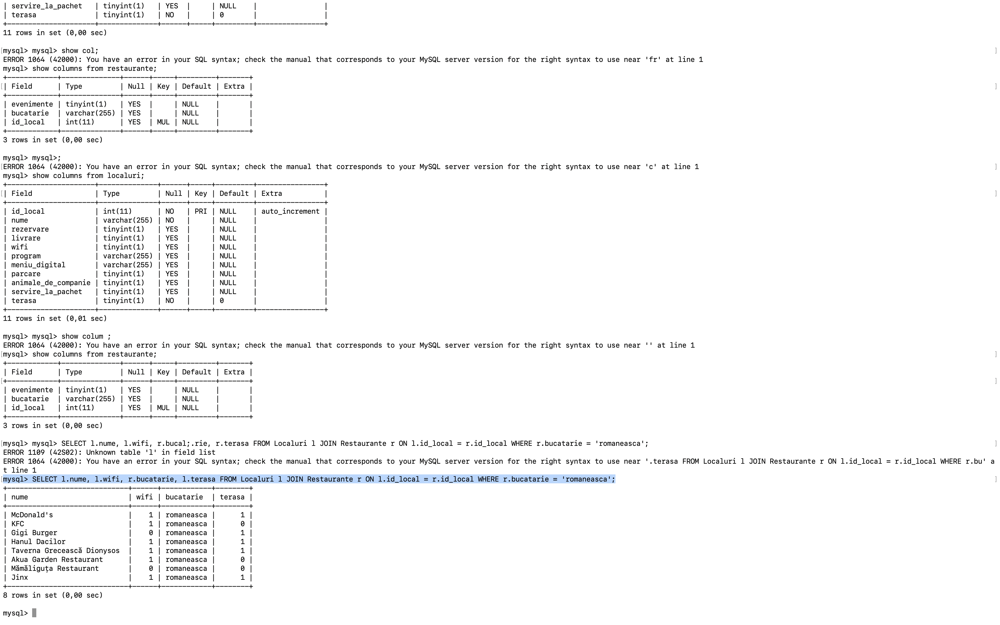 | servire_la_pachet   | tinyint(1)   | YES  |     | NULL    |                |
| terasa              | tinyint(1)   | NO   |     | 0       |                |
+---------------------+--------------+------+-----+---------+----------------+
11 rows in set (0,00 sec)
[mysql> mysql> show col; ]
ERROR 1064 (42000): You have an error in your SQL syntax; check the manual that corresponds to your MySQL server version for the right syntax to use near 'fr' at line 1
mysql> show columns from restaurante;
+------------+--------------+------+-----+---------+-------+
[| Field      | Type         | Null | Key | Default | Extra | ]
+------------+--------------+------+-----+---------+-------+
| evenimente | tinyint(1)   | YES  |     | NULL    |       |
| bucatarie  | varchar(255) | YES  |     | NULL    |       |
| id_local   | int(11)      | YES  | MUL | NULL    |       |
+------------+--------------+------+-----+---------+-------+
3 rows in set (0,00 sec)
mysql> mysql>;
[ERROR 1064 (42000): You have an error in your SQL syntax; check the manual that corresponds to your MySQL server version for the right syntax to use near 'c' at line 1 ]
mysql> show columns from localuri;
+---------------------+--------------+------+-----+---------+----------------+
[| Field               | Type         | Null | Key | Default | Extra          | ]
+---------------------+--------------+------+-----+---------+----------------+
| id_local            | int(11)      | NO   | PRI | NULL    | auto_increment |
| nume                | varchar(255) | NO   |     | NULL    |                |
| rezervare           | tinyint(1)   | YES  |     | NULL    |                |
| livrare             | tinyint(1)   | YES  |     | NULL    |                |
| wifi                | tinyint(1)   | YES  |     | NULL    |                |
| program             | varchar(255) | YES  |     | NULL    |                |
| meniu_digital       | varchar(255) | YES  |     | NULL    |                |
| parcare             | tinyint(1)   | YES  |     | NULL    |                |
| animale_de_companie | tinyint(1)   | YES  |     | NULL    |                |
| servire_la_pachet   | tinyint(1)   | YES  |     | NULL    |                |
| terasa              | tinyint(1)   | NO   |     | 0       |                |
+---------------------+--------------+------+-----+---------+----------------+
11 rows in set (0,01 sec)
mysql> mysql> show colum ;
ERROR 1064 (42000): You have an error in your SQL syntax; check the manual that corresponds to your MySQL server version for the right syntax to use near '' at line 1
[mysql> show columns from restaurante; ]
+------------+--------------+------+-----+---------+-------+
| Field      | Type         | Null | Key | Default | Extra |
[+------------+--------------+------+-----+---------+-------+ ]
| evenimente | tinyint(1)   | YES  |     | NULL    |       |
| bucatarie  | varchar(255) | YES  |     | NULL    |       |
| id_local   | int(11)      | YES  | MUL | NULL    |       |
+------------+--------------+------+-----+---------+-------+
3 rows in set (0,00 sec)
[mysql> mysql> SELECT l.nume, l.wifi, r.bucal;.rie, r.terasa FROM Localuri l JOIN Restaurante r ON l.id_local = r.id_local WHERE r.bucatarie = 'romaneasca'; ]
ERROR 1109 (42S02): Unknown table 'l' in field list
ERROR 1064 (42000): You have an error in your SQL syntax; check the manual that corresponds to your MySQL server version for the right syntax to use near '.terasa FROM Localuri l JOIN Restaurante r ON l.id_local = r.id_local WHERE r.bu' a
t line 1
[mysql> SELECT l.nume, l.wifi, r.bucatarie, l.terasa FROM Localuri l JOIN Restaurante r ON l.id_local = r.id_local WHERE r.bucatarie = 'romaneasca'; ]
+-----------------------------+------+------------+--------+
| nume                        | wifi | bucatarie  | terasa |
+-----------------------------+------+------------+--------+
| McDonald's                  |    1 | romaneasca |      1 |
| KFC                         |    1 | romaneasca |      0 |
| Gigi Burger                 |    0 | romaneasca |      1 |
| Hanul Dacilor               |    1 | romaneasca |      1 |
| Taverna Grecească Dionysos  |    1 | romaneasca |      1 |
| Akua Garden Restaurant      |    1 | romaneasca |      0 |
| Mămăliguța Restaurant       |    0 | romaneasca |      0 |
| Jinx                        |    1 | romaneasca |      1 |
+-----------------------------+------+------------+--------+
8 rows in set (0,00 sec)
mysql>